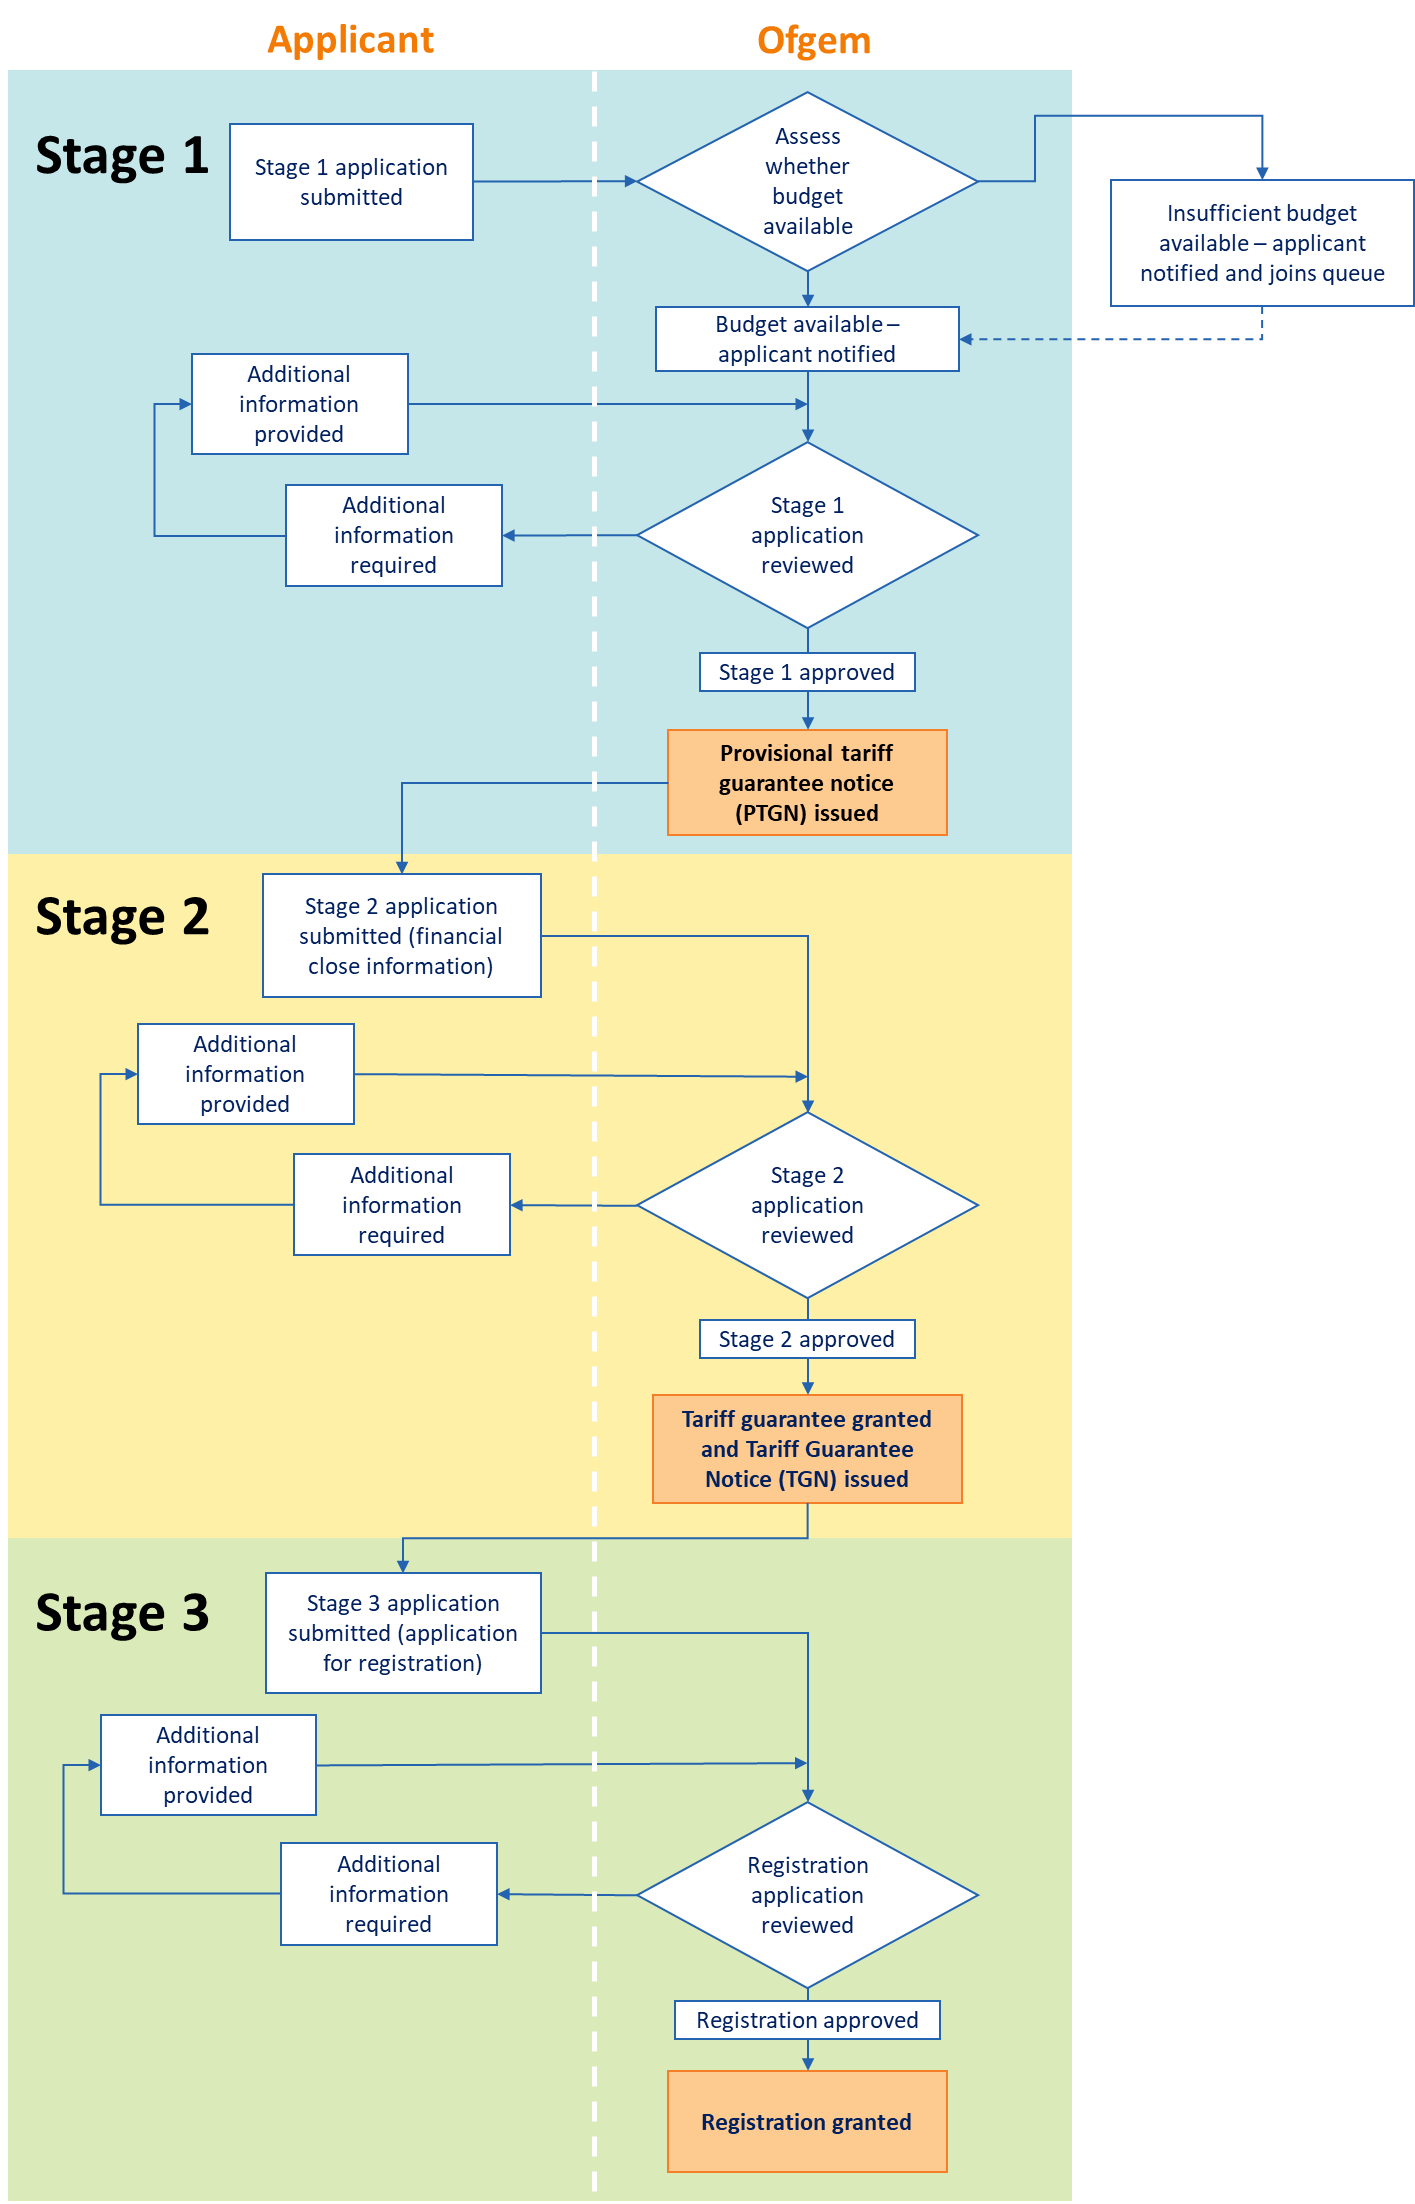 Applicant
Ofgem
Stage 1
Stage 1 application
submitted
Assess
whether
budget
available
Insufficient budget
available – applicant
notified and joins queue
Budget available –
applicant notified
Additional
information
provided
Additional
information
required
Stage 1
application
reviewed
Stage 1 approved
Provisional tariff
guarantee notice
(PTGN) issued
Stage 2
Stage 2 application
submitted (financial
close information)
Additional
information
provided
Additional
information
required
Stage 2
application
reviewed
Stage 2 approved
Tariff guarantee granted
and Tariff Guarantee
Notice (TGN) issued
Stage 3
Stage 3 application
submitted (application
for registration)
Additional
information
provided
Additional
information
required
Registration
application
reviewed
Registration approved
Registration granted